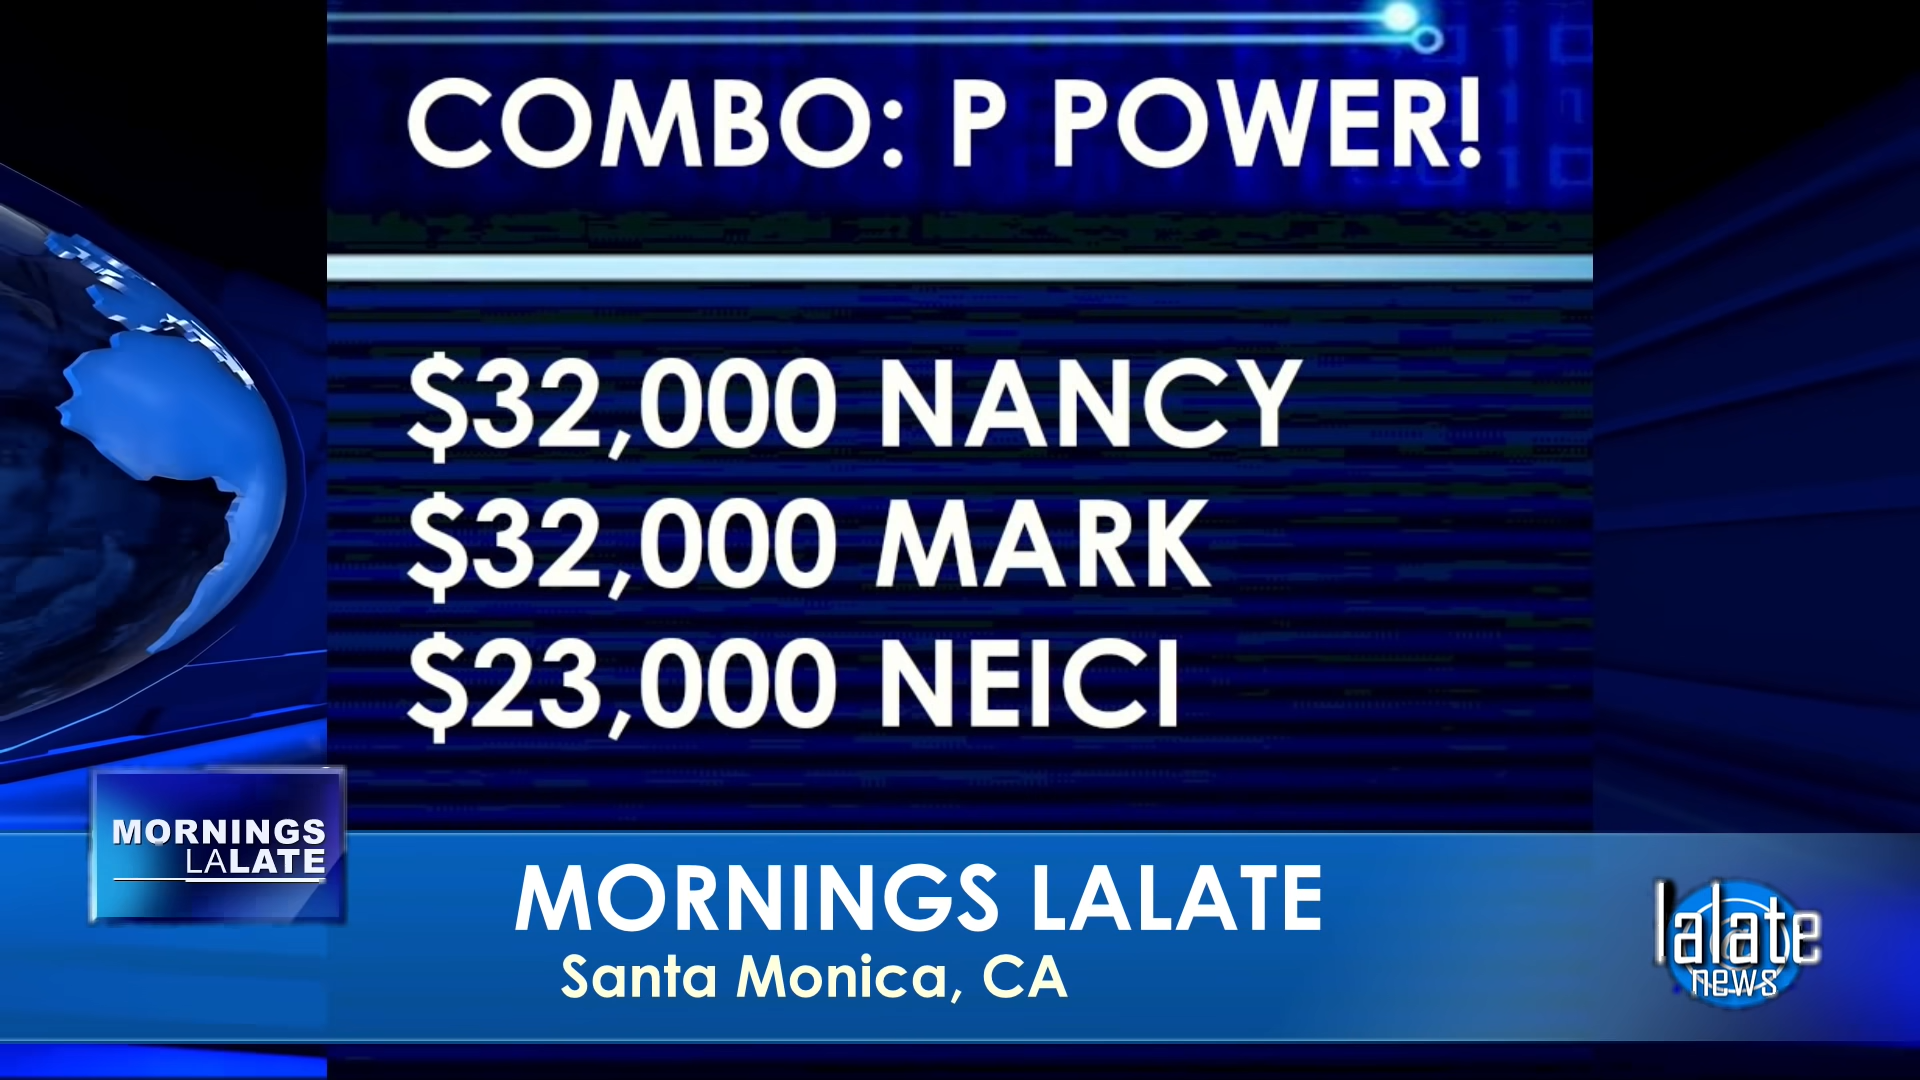 COMBO: P POWER!
$32,000 NANCY
$32,000 MARK
$23,000 NEICI
MORNINGS
LALATE
MORNINGS LALATE
Santa Monica, CA
lalate
news